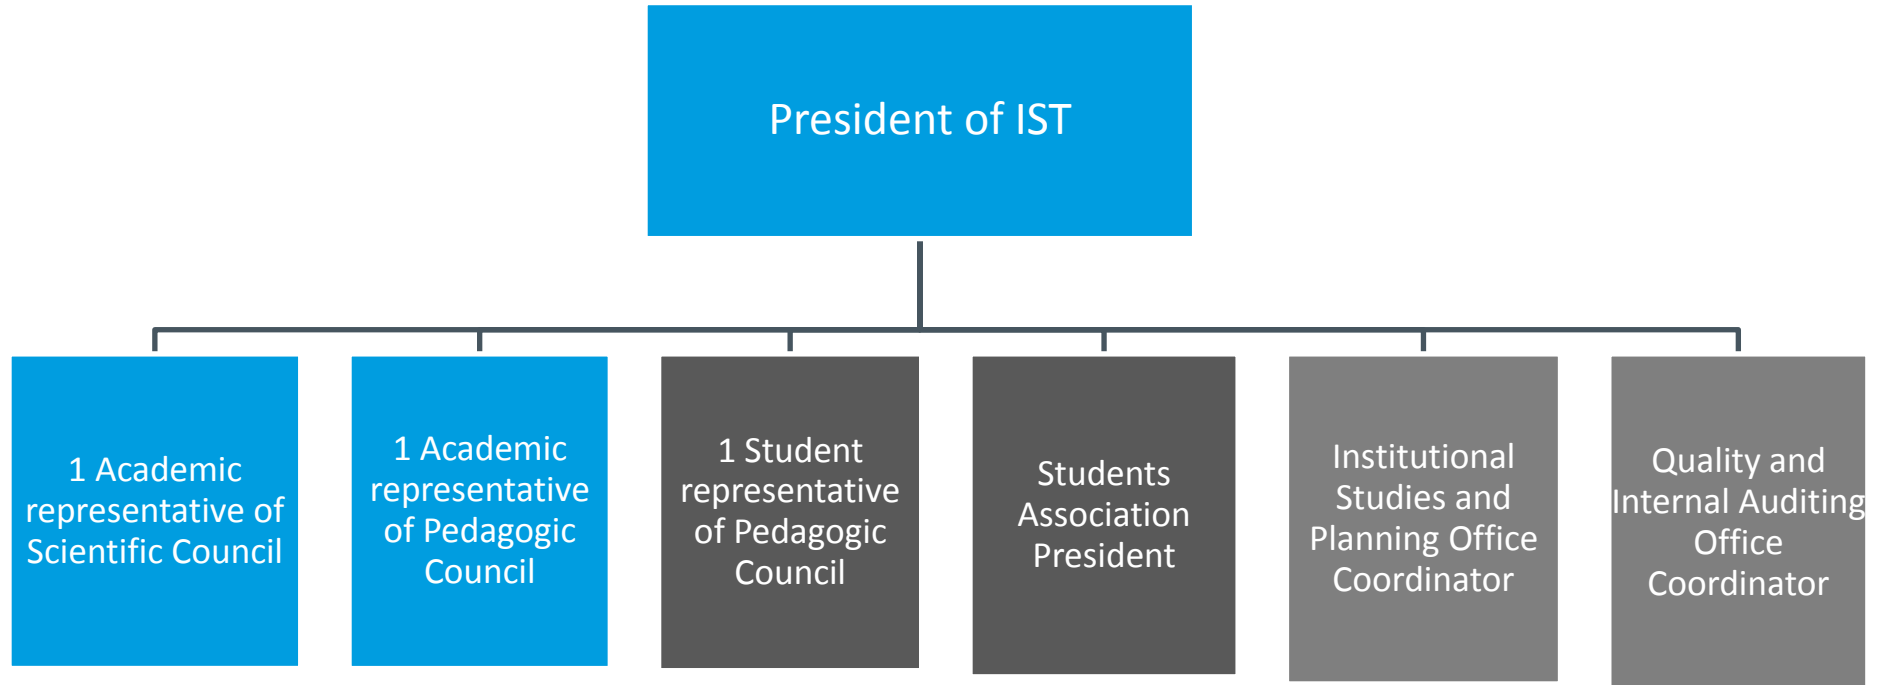 President of IST
1 Academic
representative of
Scientific Council
1 Academic
representative
of Pedagogic
Council
1 Student
representative
of Pedagogic
Council
Students
Association
President
Institutional
Studies and
Planning Office
Coordinator
Quality and
Internal Auditing
Office
Coordinator